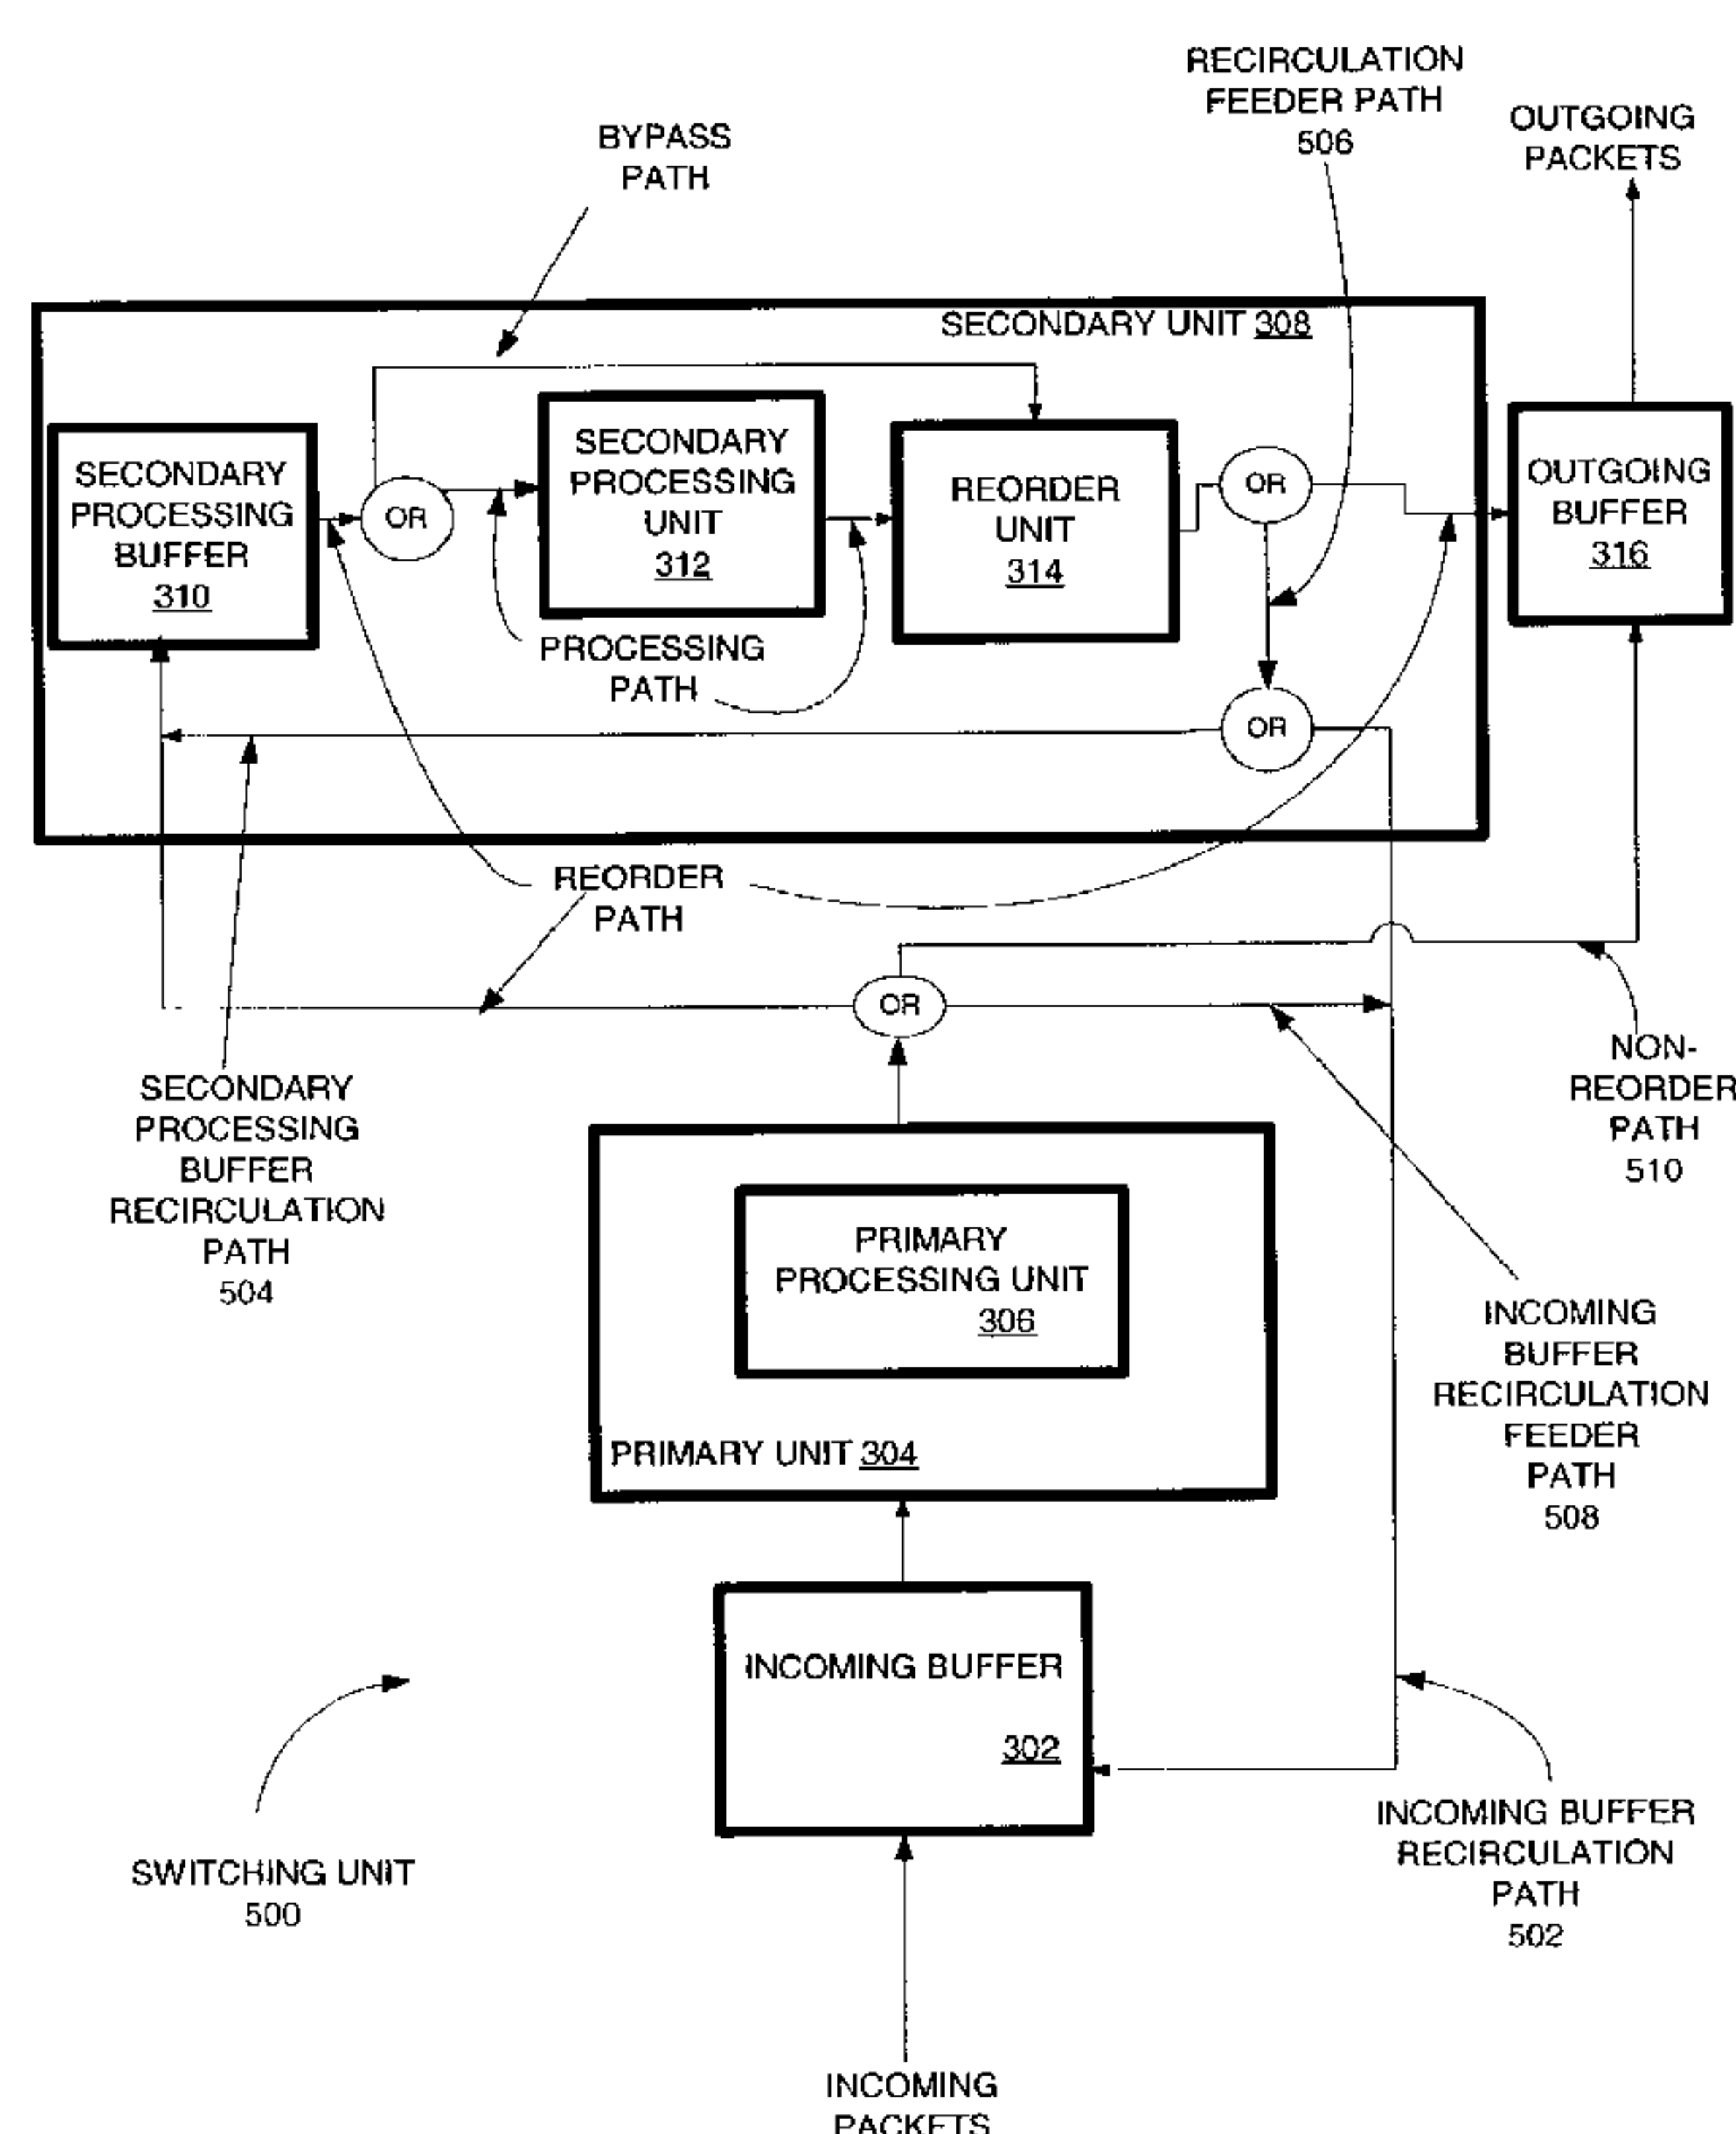 RECIRCULATION
FEEDER PATH
506
OUTGOING
PACKETS
BYPASS
PATH
SECONDARY UNIT 308
SECONDARY
PROCESSING
BUFFER
310
OR
SECONDARY
PROCESSING
UNIT
312
REORDER
UNIT
314
OR
OUTGOING
BUFFER
316
PROCESSING
PATH
OR
REORDER
PATH
OR
NON-
REORDER
PATH
510
SECONDARY
PROCESSING
BUFFER
RECIRCULATION
PATH
504
PRIMARY
PROCESSING UNIT
306
PRIMARY UNIT 304
INCOMING
BUFFER
RECIRCULATION
FEEDER
PATH
508
INCOMING BUFFER
302
INCOMING BUFFER
RECIRCULATION
PATH
502
SWITCHING UNIT
500
INCOMING
PACKETS